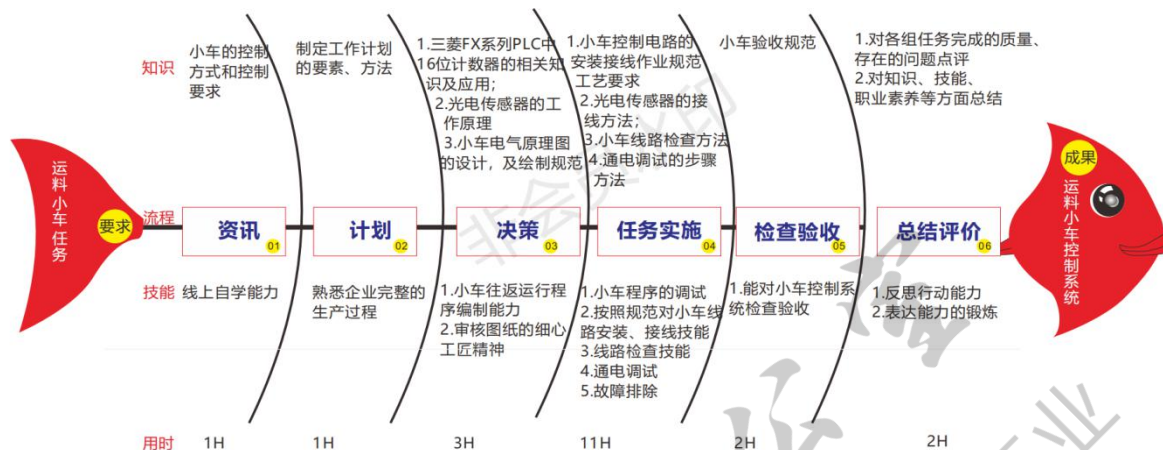 知识
小车的控制
方式和控制
要求
制定工作计划
的要素、方法
1.三菱FX系列PLC中
16位计数器的相关知
识及应用;
2.光电传感器的工
作原理
3.小车电气原理图
的设计，及绘制规范
1.小车控制电路的
安装接线作业规范
工艺要求
2.光电传感器的接
线方法;
3.小车线路检查方法
4.通电调试的步骤
方法
小车验收规范
1.对各组任务完成的质量、
存在的问题点评
2.对知识、技能、
职业素养等方面总结
运料小车任务
要求
流程
资讯
01
计划
02
决策
03
任务实施
04
检查验收
05
总结评价
06
成果
运料小车控制系统
技能
线上自学能力
熟悉企业完整的
生产过程
1.小车往返运行程
序编制能力
2.审核图纸的细心
工匠精神
1.小车程序的调试
2.按照规范对小车线
路安装、接线技能
3.线路检查技能
4.通电调试
5.故障排除
1.能对小车控制系
统检查验收
1.反思行动能力
2.表达能力的锻炼
用时
1H
1H
3H
11H
2H
2H
非会员水印
业